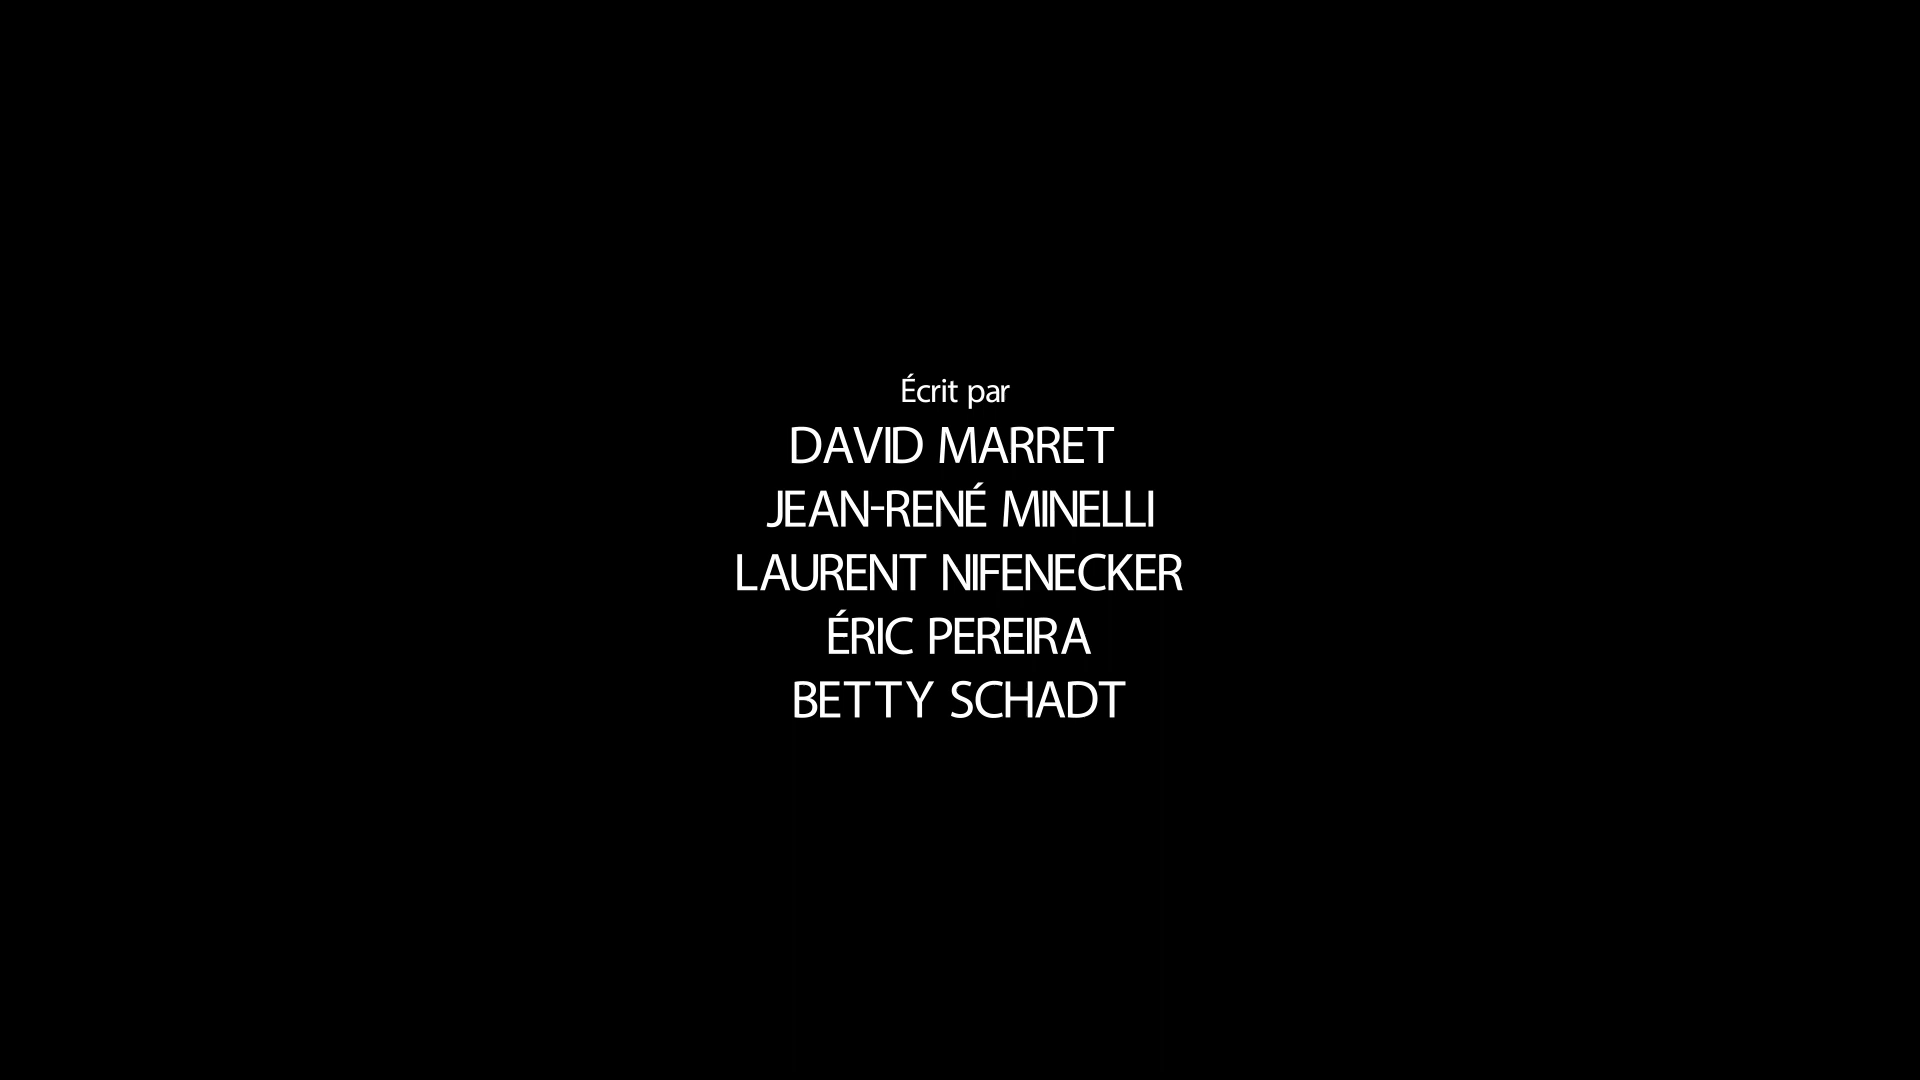 Écrit par
DAVID MARRET
JEAN-RENÉ MINELLI
LAURENT NIFENECKER
ÉRIC PEREIRA
BETTY SCHADT